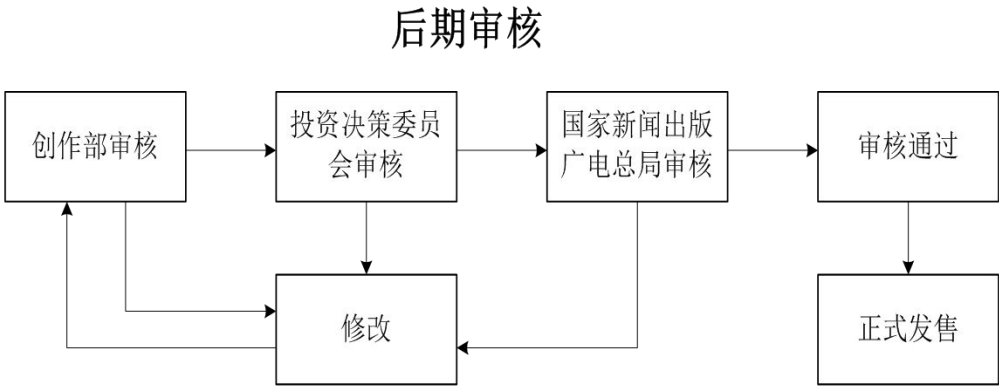 后期审核
创作部审核
投资决策委员
会审核
国家新闻出版
广电总局审核
审核通过
修改
正式发售